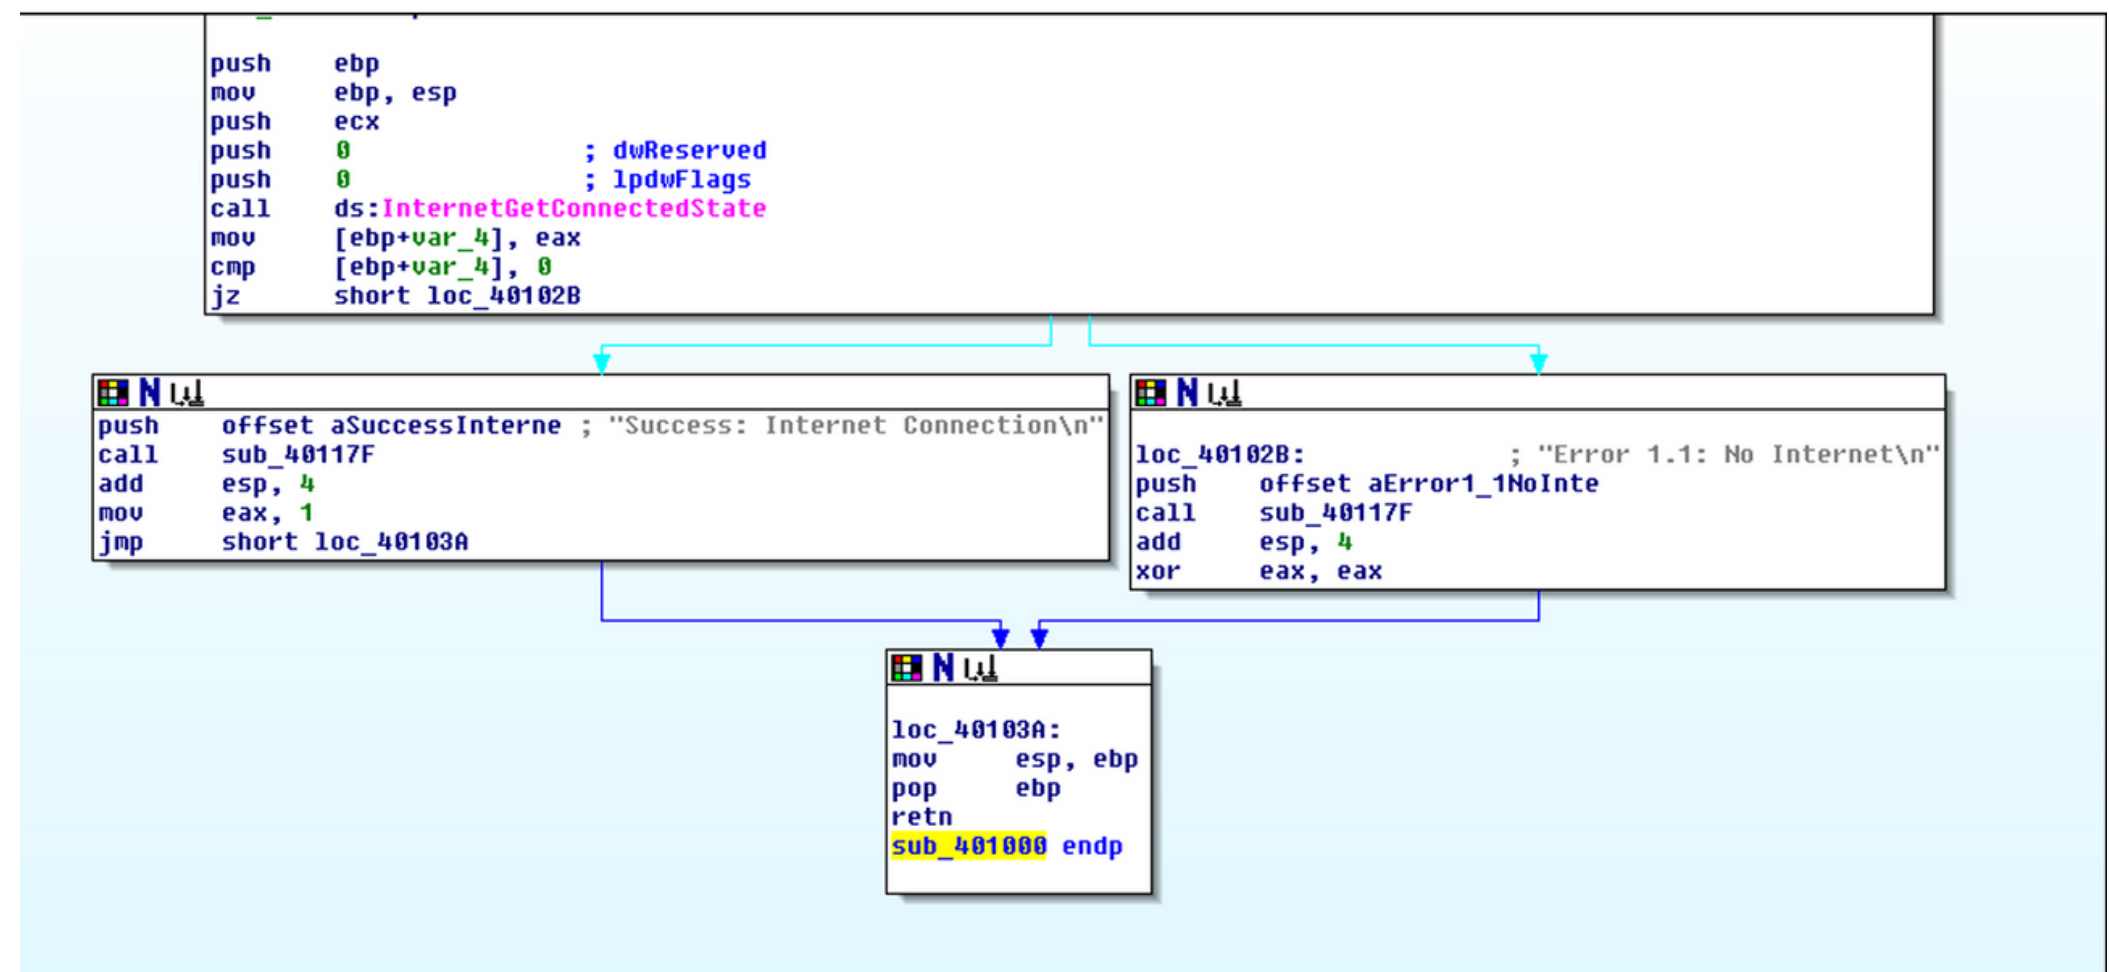 push ebp
mov ebp, esp
push ecx
push 0 ; dwReserved
push 0 ; lpdwFlags
call ds:InternetGetConnectedState
mov [ebp+var_4], eax
cmp [ebp+var_4], 0
jz short loc_40102B
push offset aSuccessInterne ; "Success: Internet Connection\n"
call sub_40117F
add esp, 4
mov eax, 1
jmp short loc_40103A
loc_40102B: ; "Error 1.1: No Internet\n"
push offset aError1_1NoInte
call sub_40117F
add esp, 4
xor eax, eax
loc_40103A:
mov esp, ebp
pop ebp
retn
sub_401000 endp